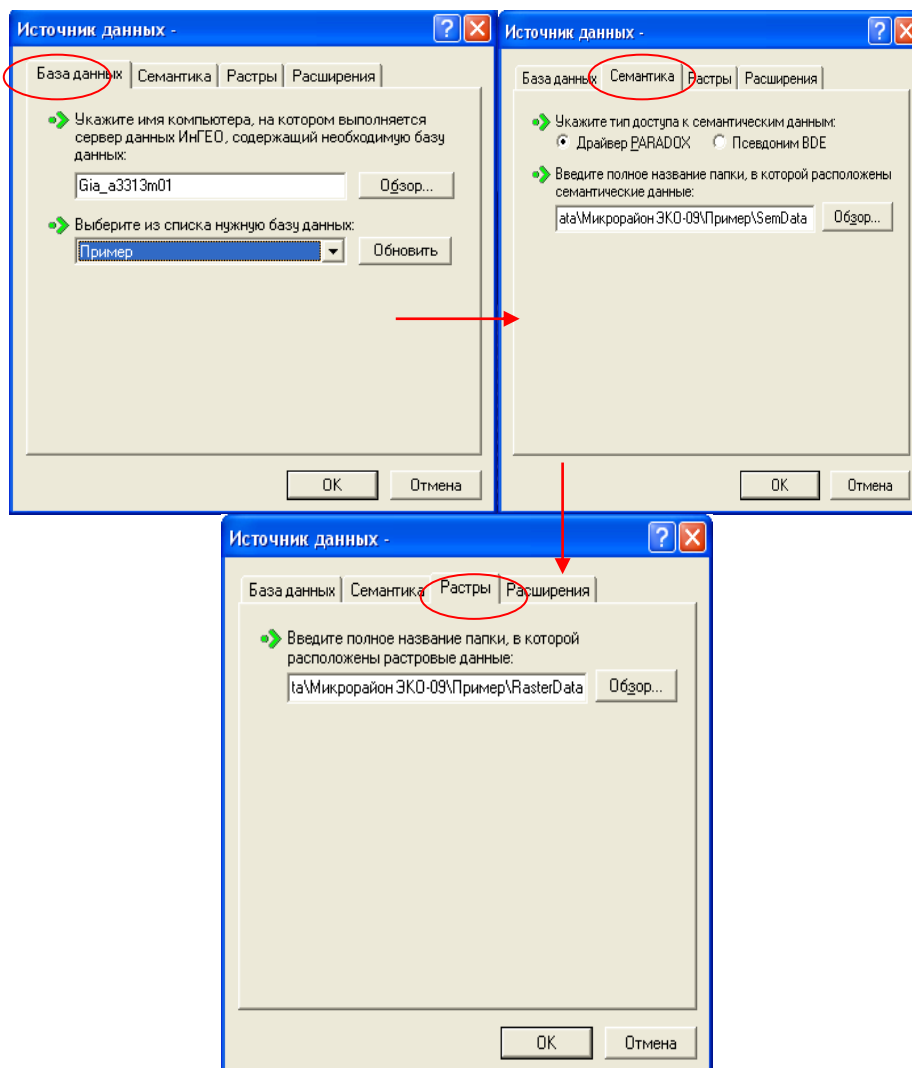 Источник данных -
База данных Семантика Растры Расширения
Укажите имя компьютера, на котором выполняется
сервер данных ИнГЕО, содержащий необходимую базу
данных:
Gia_a3313m01 Обзор...
Выберите из списка нужную базу данных:
Пример Обновить
OK Отмена
Источник данных -
База данных Семантика Растры Расширения
Укажите тип доступа к семантическим данным:
Драйвер PARADOX Псевдоним BDE
Введите полное название папки, в которой расположены
семантические данные:
ata\Микрорайон ЭКО-09\Пример\SemData Обзор...
OK Отмена
Источник данных -
База данных Семантика Растры Расширения
Введите полное название папки, в которой
расположены растровые данные:
ta\Микрорайон ЭКО-09\Пример\RasterData Обзор...
OK Отмена